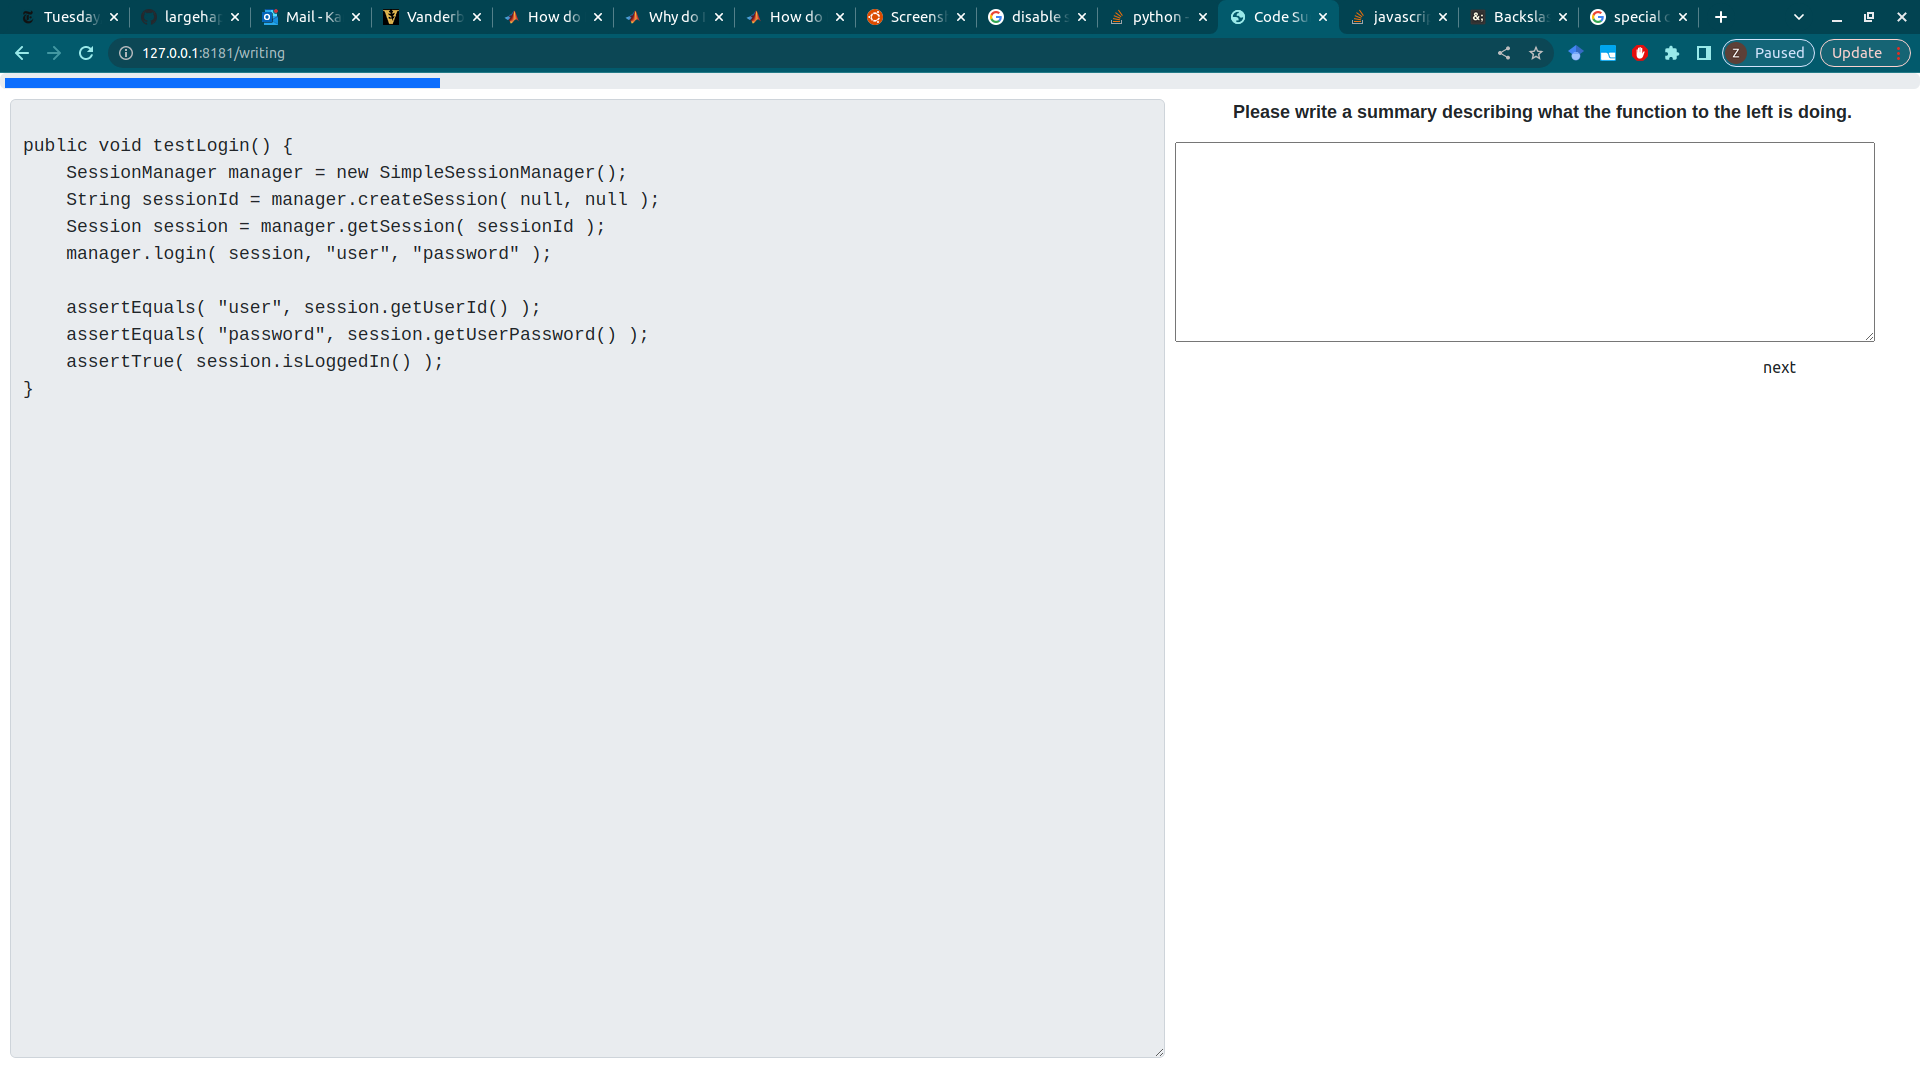 Tuesday
largehap
Mail - Ka
Vanderb
How do
Why do
How do
Screens
disable s
python -
Code Su
javascri
Backsla
special c
127.0.0.1:8181/writing
Z Paused
Update
public void testLogin() {
    SessionManager manager = new SimpleSessionManager();
    String sessionId = manager.createSession( null, null );
    Session session = manager.getSession( sessionId );
    manager.login( session, "user", "password" );
    assertEquals( "user", session.getUserId() );
    assertEquals( "password", session.getUserPassword() );
    assertTrue( session.isLoggedIn() );
}
Please write a summary describing what the function to the left is doing.
next